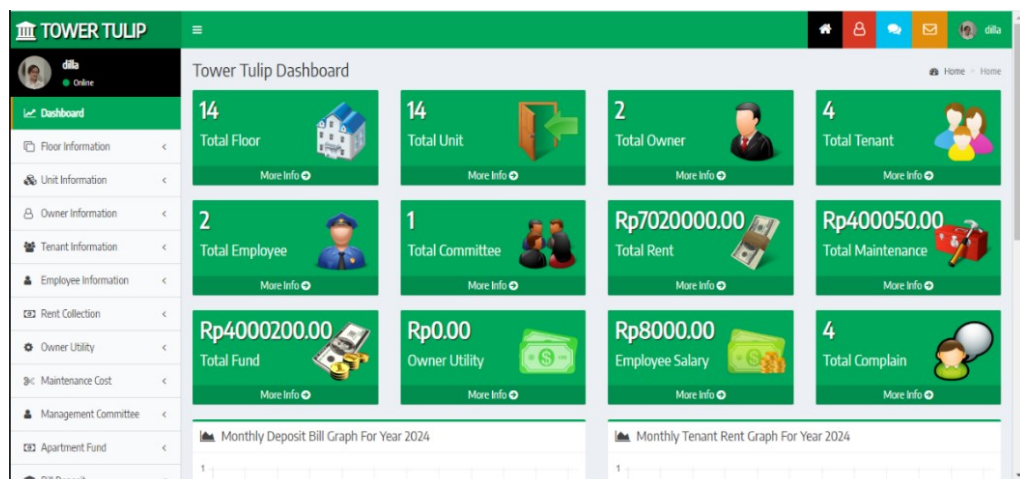 TOWER TULIP
dilla
dilla
Online
Tower Tulip Dashboard
Home > Home
Dashboard
Floor Information
Unit Information
Owner Information
Tenant Information
Employee Information
Rent Collection
Owner Utility
Maintenance Cost
Management Committee
Apartment Fund
14
Total Floor
More Info
14
Total Unit
More Info
2
Total Owner
More Info
4
Total Tenant
More Info
2
Total Employee
More Info
1
Total Committee
More Info
Rp7020000.00
Total Rent
More Info
Rp400050.00
Total Maintenance
More Info
Rp4000200.00
Total Fund
More Info
Rp0.00
Owner Utility
More Info
Rp8000.00
Employee Salary
More Info
4
Total Complain
More Info
Monthly Deposit Bill Graph For Year 2024
1
Monthly Tenant Rent Graph For Year 2024
1